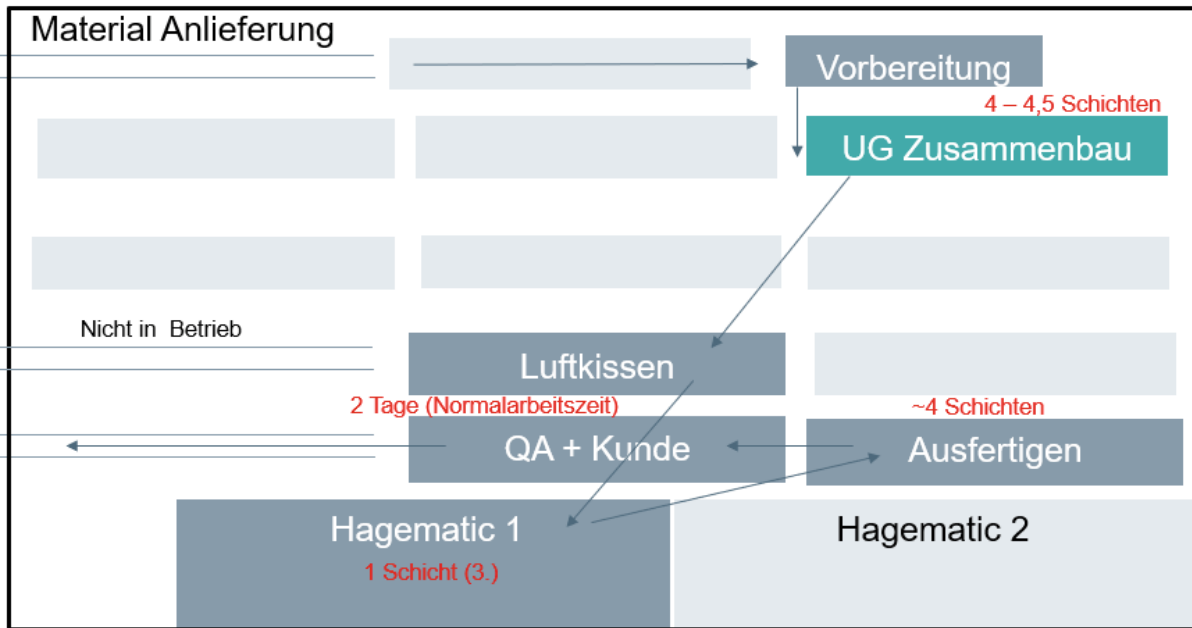 Material Anlieferung
Vorbereitung
4 – 4,5 Schichten
UG Zusammenbau
Nicht in  Betrieb
Luftkissen
2 Tage (Normalarbeitszeit)
~4 Schichten
QA + Kunde
Ausfertigen
Hagematic 1
Hagematic 2
1 Schicht (3.)